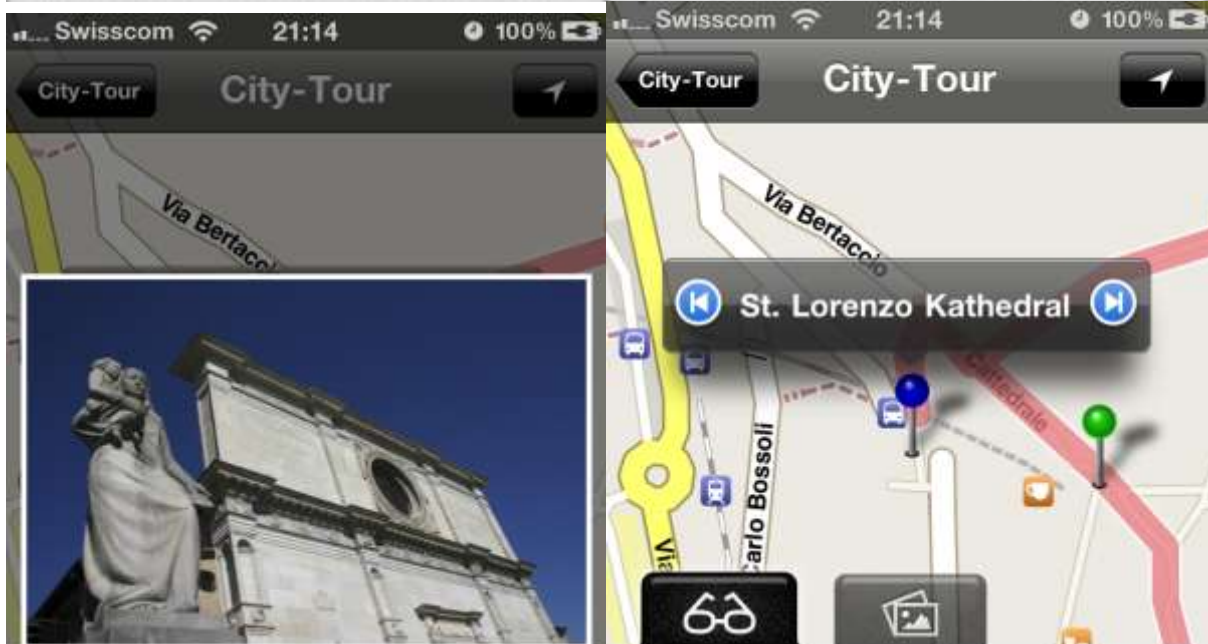 Swisscom 21:14 100%
City-Tour City-Tour
Via Bertaccio
Swisscom 21:14 100%
City-Tour City-Tour
Via Bertaccio
St. Lorenzo Kathedral
Cattedrale
Carlo Bossoli
Via